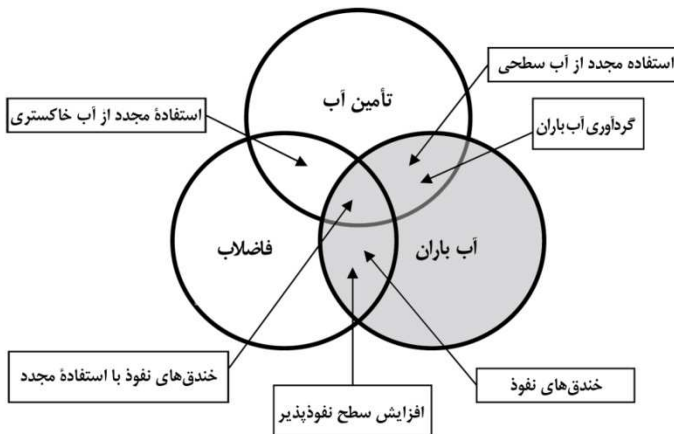 استفاده مجدد از آب سطحی
تأمین آب
استفادهٔ مجدد از آب خاکستری
گردآوری آب‌باران
فاضلاب
آب باران
خندق‌های نفوذ با استفادهٔ مجدد
خندق‌های نفوذ
افزایش سطح نفوذپذیر